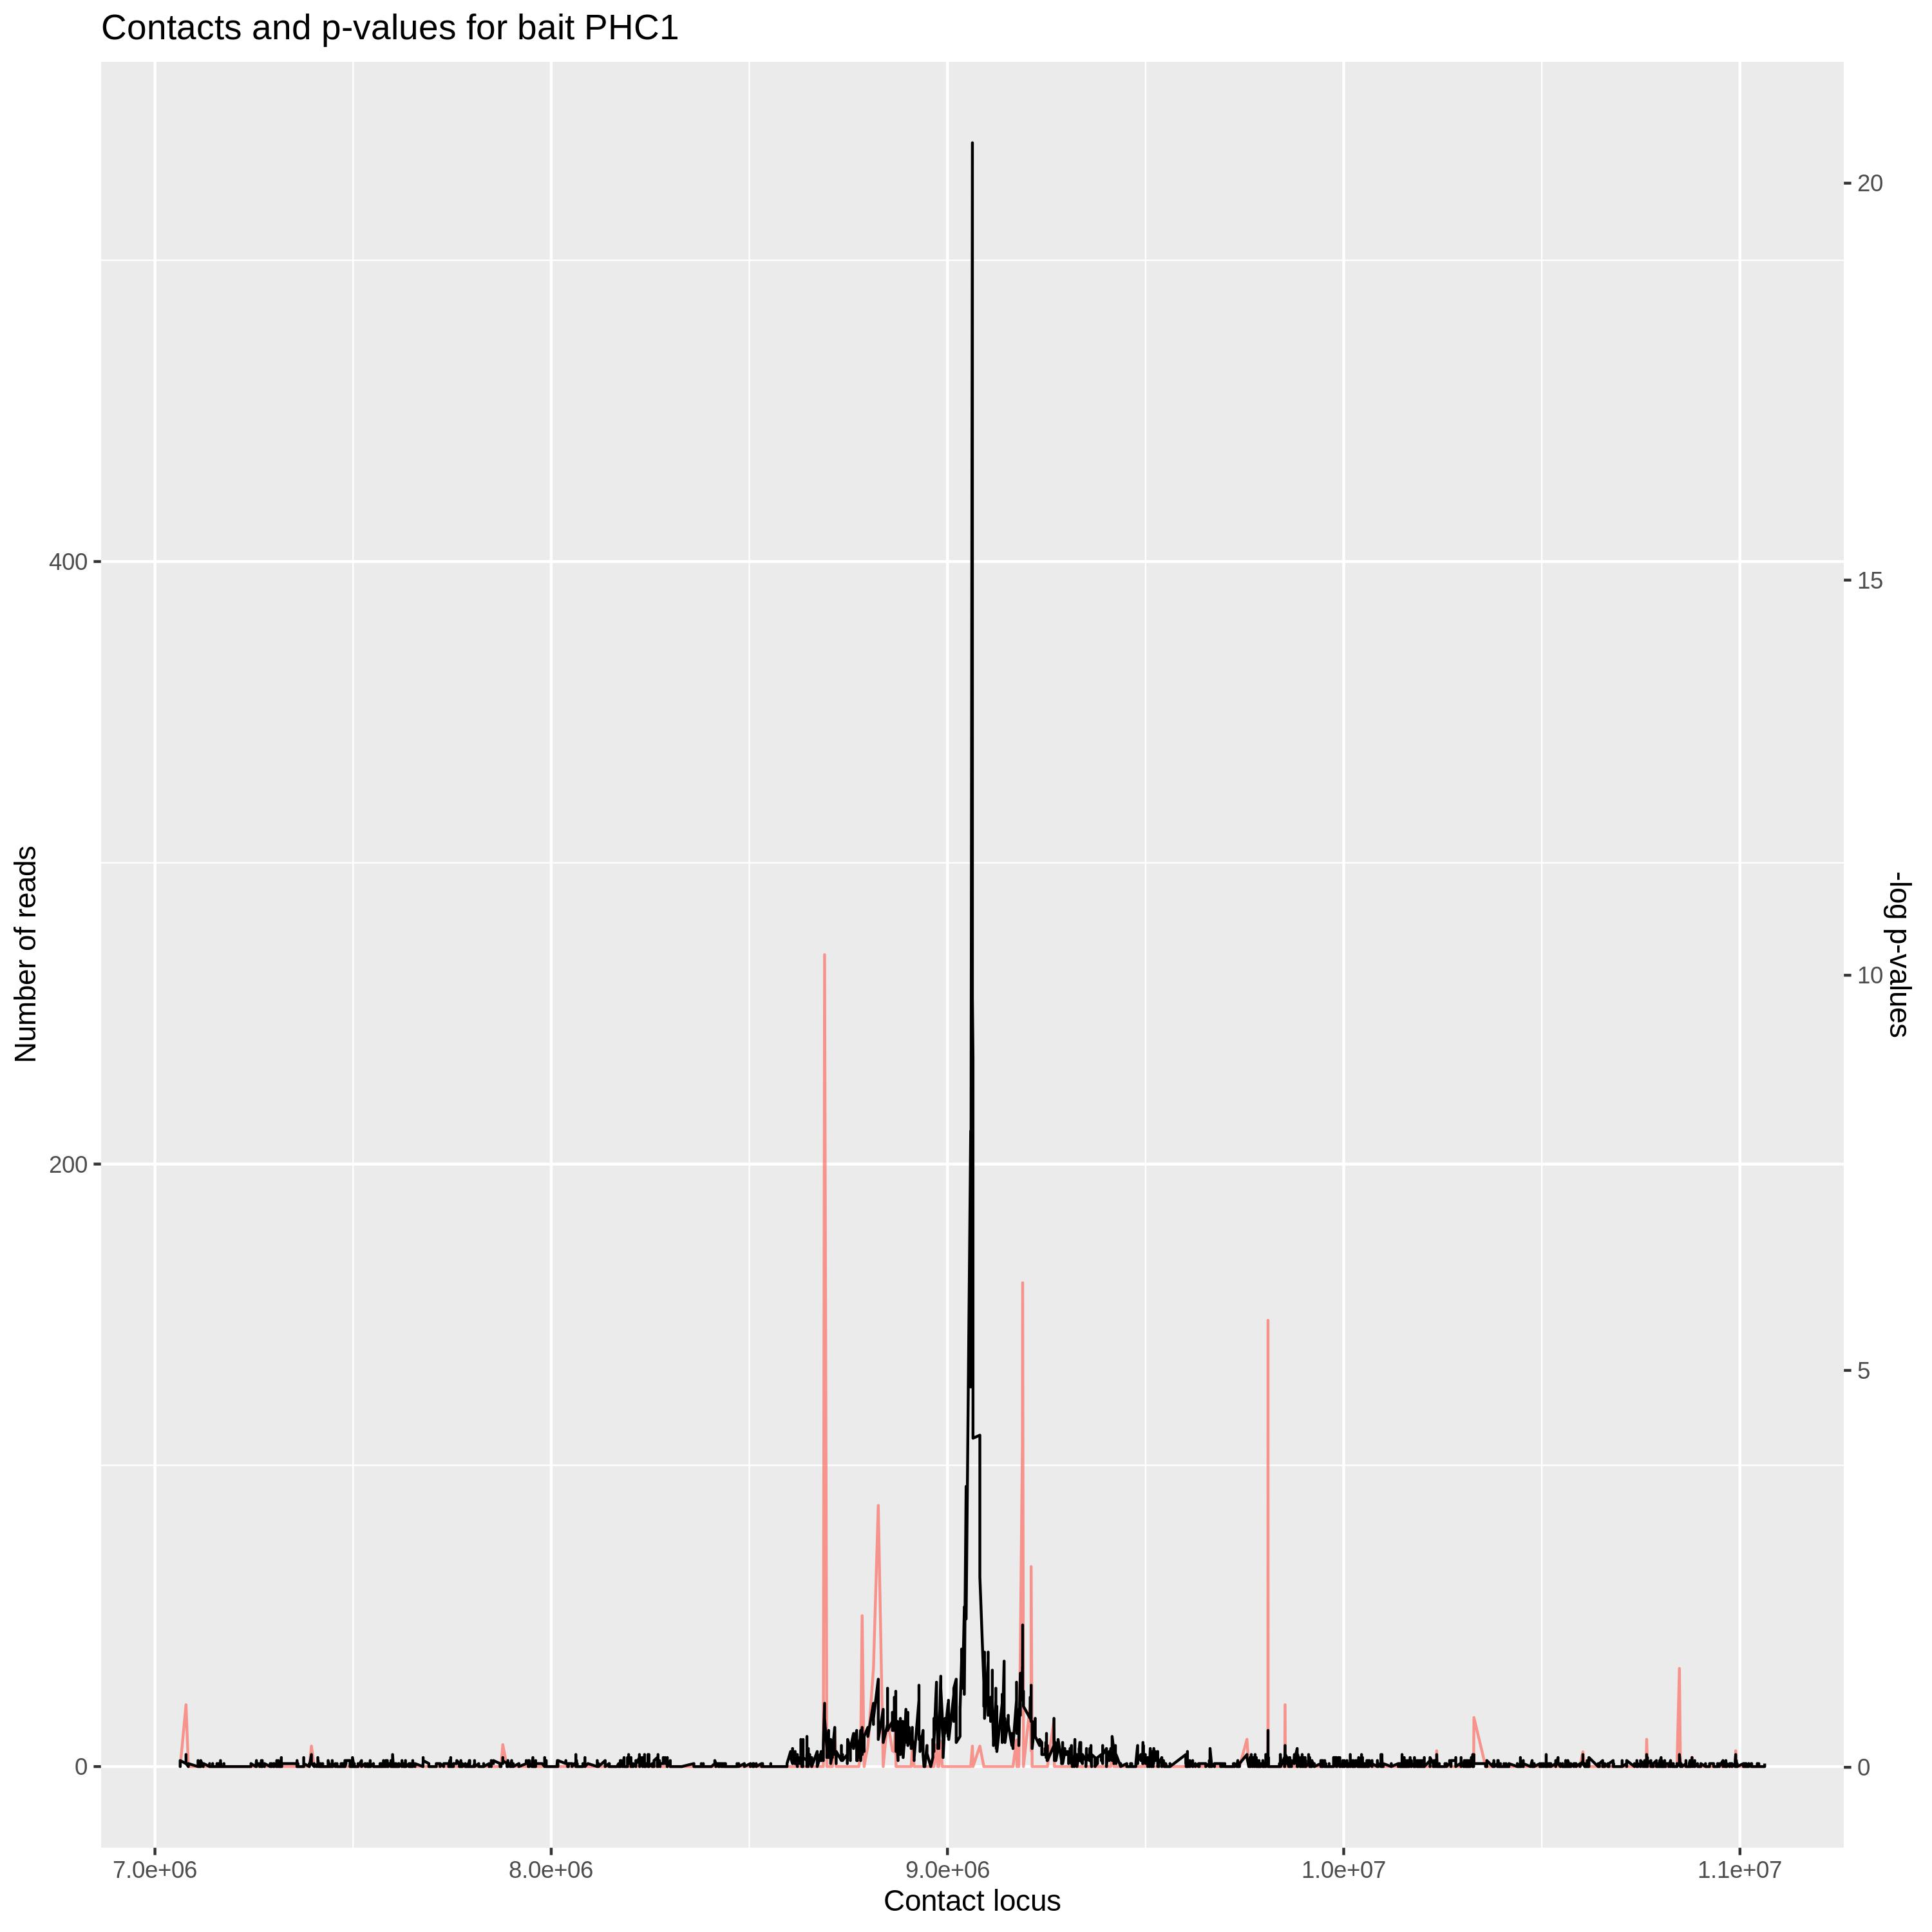 Contacts and p-values for bait PHC1
Number of reads
400
200
0
20
15
10
5
0
-log p-values
7.0e+06
8.0e+06
9.0e+06
1.0e+07
1.1e+07
Contact locus